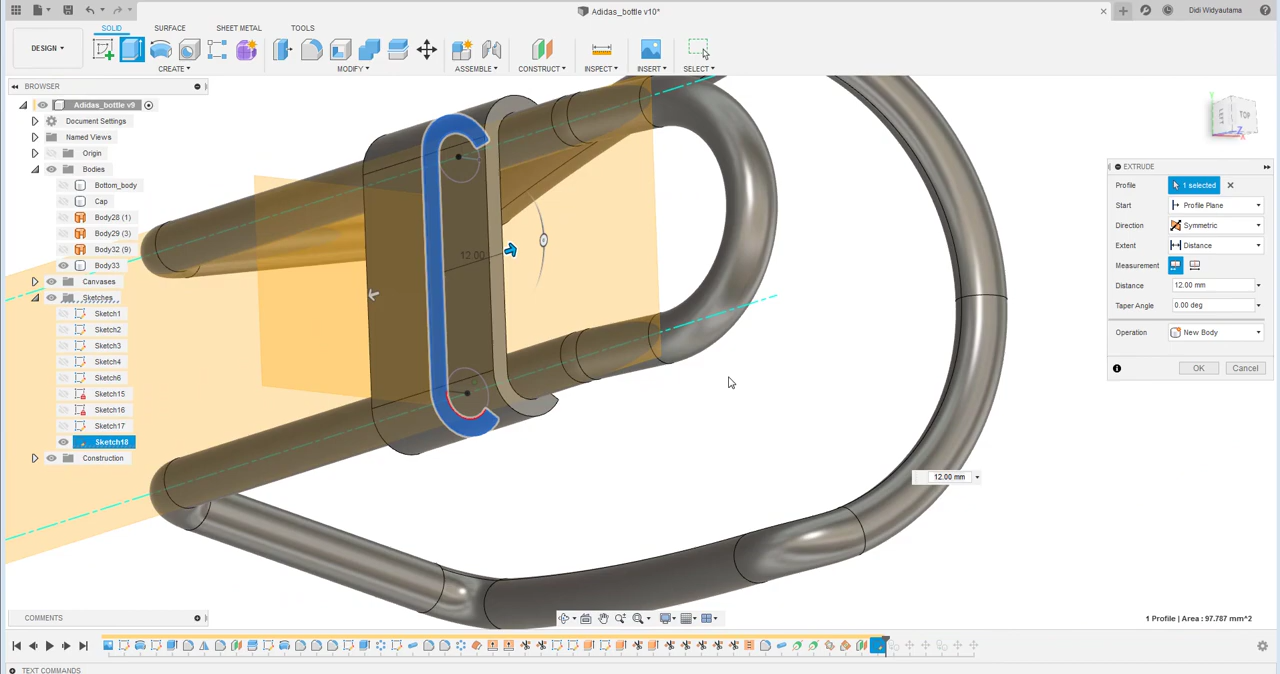 Adidas_bottle v10*
Didi Widyautama
SOLID
SURFACE
SHEET METAL
TOOLS
DESIGN
CREATE
MODIFY
ASSEMBLE
CONSTRUCT
INSPECT
INSERT
SELECT
BROWSER
Adidas_bottle v9
Document Settings
Named Views
Origin
Bodies
Bottom_body
Cap
Body28 (1)
Body29 (3)
Body32 (9)
Body33
Canvases
Sketches
Sketch1
Sketch2
Sketch3
Sketch4
Sketch6
Sketch15
Sketch16
Sketch17
Sketch18
Construction
12.00
LEFT
TOP
Z
EXTRUDE
Profile
1 selected
Start
Profile Plane
Direction
Symmetric
Extent
Distance
Measurement
Distance
12.00 mm
Taper Angle
0.00 deg
Operation
New Body
OK
Cancel
12.00 mm
COMMENTS
1 Profile | Area : 97.787 mm^2
TEXT COMMANDS